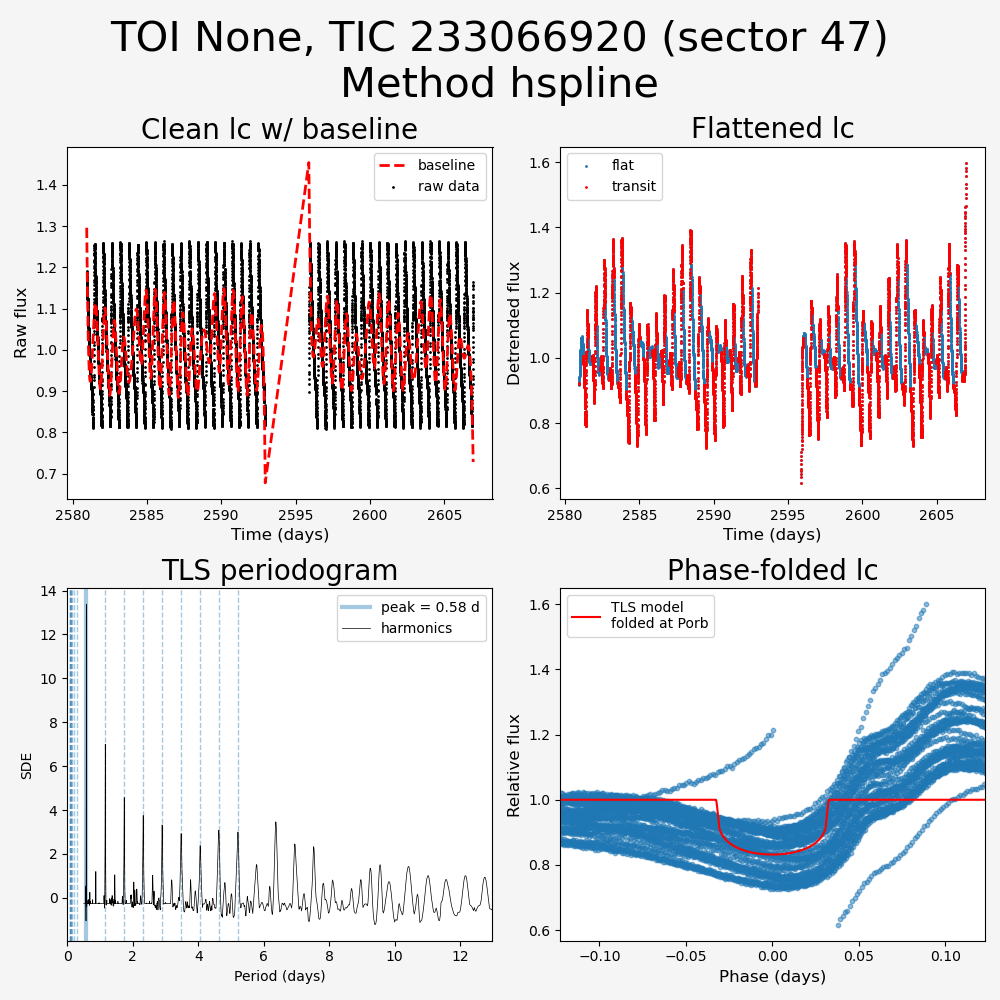 TOI None, TIC 233066920 (sector 47)
Method hspline
Clean lc w/ baseline
Raw flux
1.4
1.3
1.2
1.1
1.0
0.9
0.8
0.7
baseline
raw data
2580 2585 2590 2595 2600 2605
Time (days)
Flattened lc
Detrended flux
1.6
1.4
1.2
1.0
0.8
0.6
flat
transit
2580 2585 2590 2595 2600 2605
Time (days)
TLS periodogram
SDE
14
12
10
8
6
4
2
0
peak = 0.58 d
harmonics
0 2 4 6 8 10 12
Period (days)
Phase-folded lc
Relative flux
1.6
1.4
1.2
1.0
0.8
0.6
TLS model
folded at Porb
−0.10 −0.05 0.00 0.05 0.10
Phase (days)